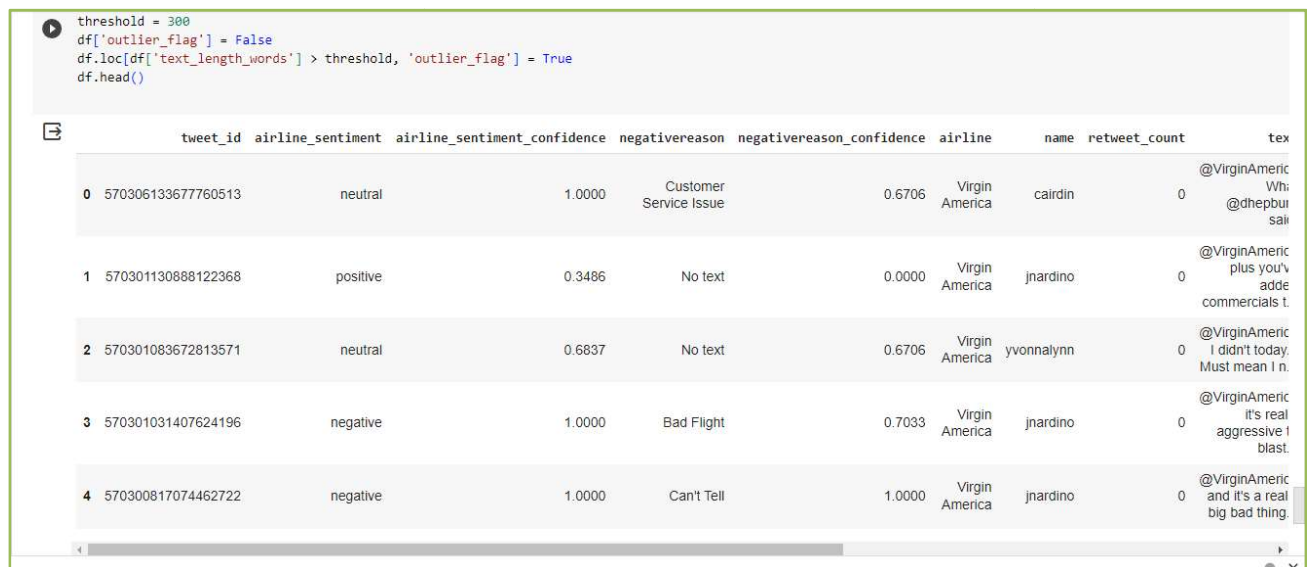 threshold = 300
df['outlier_flag'] = False
df.loc[df['text_length_words'] > threshold, 'outlier_flag'] = True
df.head()
tweet_id airline_sentiment airline_sentiment_confidence negativereason negativereason_confidence airline name retweet_count tex
0 570306133677760513 neutral 1.0000 Customer Service Issue 0.6706 Virgin America cairdin 0 @VirginAmeric Wha @dhepbur said
1 570301130888122368 positive 0.3486 No text 0.0000 Virgin America jnardino 0 @VirginAmeric plus you'v adde commercials t.
2 570301083672813571 neutral 0.6837 No text 0.6706 Virgin America yvonnalynn 0 @VirginAmeric I didn't today. Must mean I n.
3 570301031407624196 negative 1.0000 Bad Flight 0.7033 Virgin America jnardino 0 @VirginAmeric it's real aggressive t blast.
4 570300817074462722 negative 1.0000 Can't Tell 1.0000 Virgin America jnardino 0 @VirginAmeric and it's a real big bad thing.